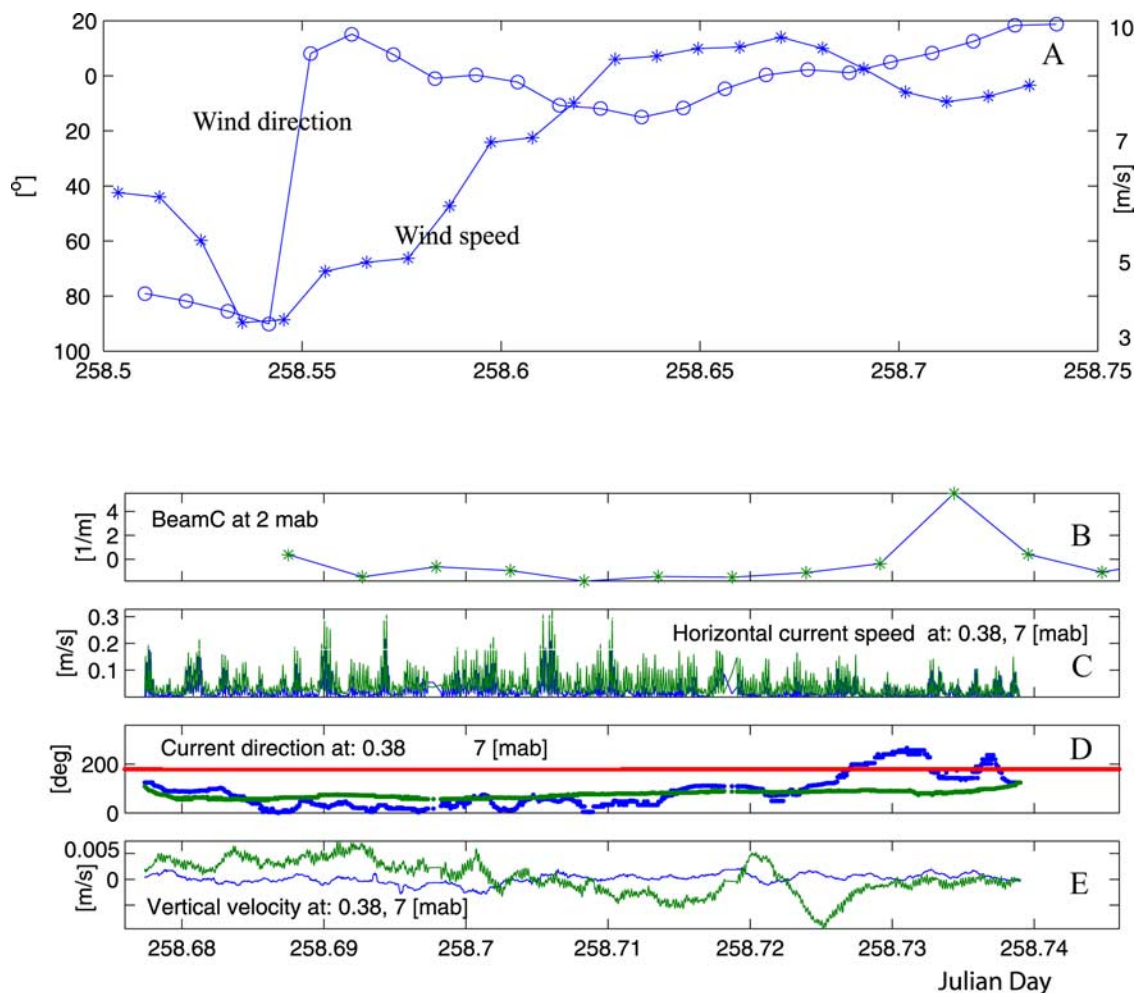 20
10
A
0
Wind direction
20
7
[º]
[m/s]
40
Wind speed
60
5
80
3
100
258.5
258.55
258.6
258.65
258.7
258.75
4
BeamC at 2 mab
B
[1/m]
2
0
0.3
Horizontal current speed at: 0.38, 7 [mab]
[m/s]
0.2
C
0.1
Current direction at: 0.38 7 [mab]
D
[deg]
200
0
0.005
[m/s]
0
E
Vertical velocity at: 0.38, 7 [mab]
258.68
258.69
258.7
258.71
258.72
258.73
258.74
Julian Day